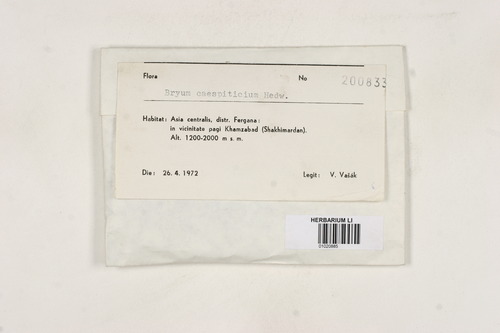 Flora No 200833
Bryum caespiticium Hedw.
Habitat: Asia centralis, distr. Fergana:
in vicinitate pagi Khamzabad (Shakhimardan).
Alt. 1200-2000 m s. m.
Die: 26. 4. 1972 Legit: V. Vašák
HERBARIUM LI
01020880